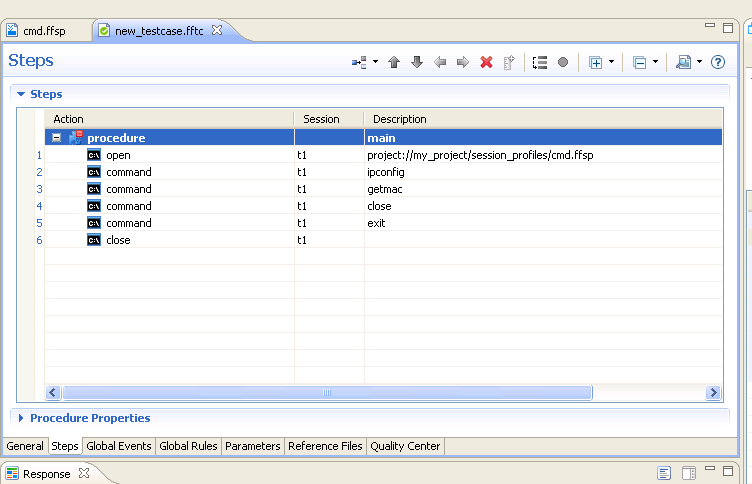 cmd.ffsp new_testcase.fftc
Steps
Steps
Action Session Description
procedure main
1 open t1 project://my_project/session_profiles/cmd.ffsp
2 command t1 ipconfig
3 command t1 getmac
4 command t1 close
5 command t1 exit
6 close t1
Procedure Properties
General Steps Global Events Global Rules Parameters Reference Files Quality Center
Response